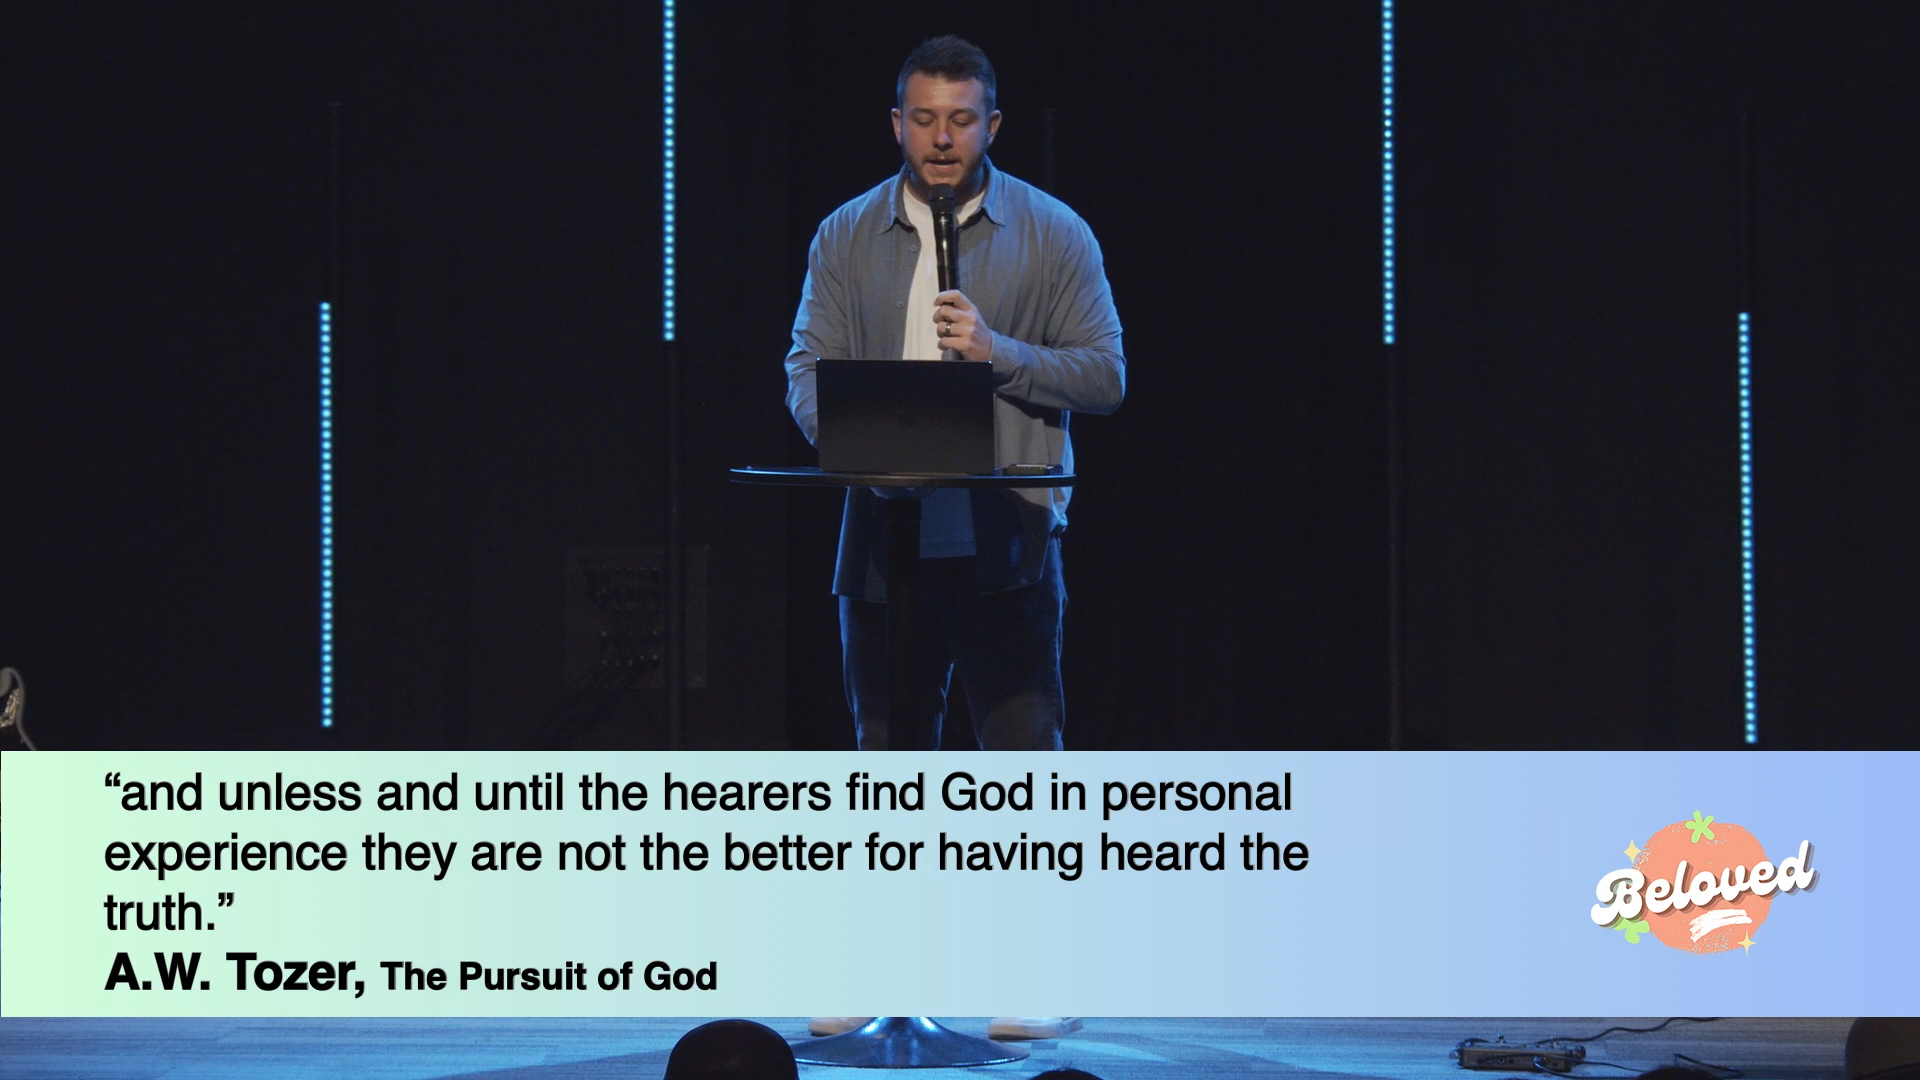 “and unless and until the hearers find God in personal
experience they are not the better for having heard the
truth.”
A.W. Tozer, The Pursuit of God
Beloved